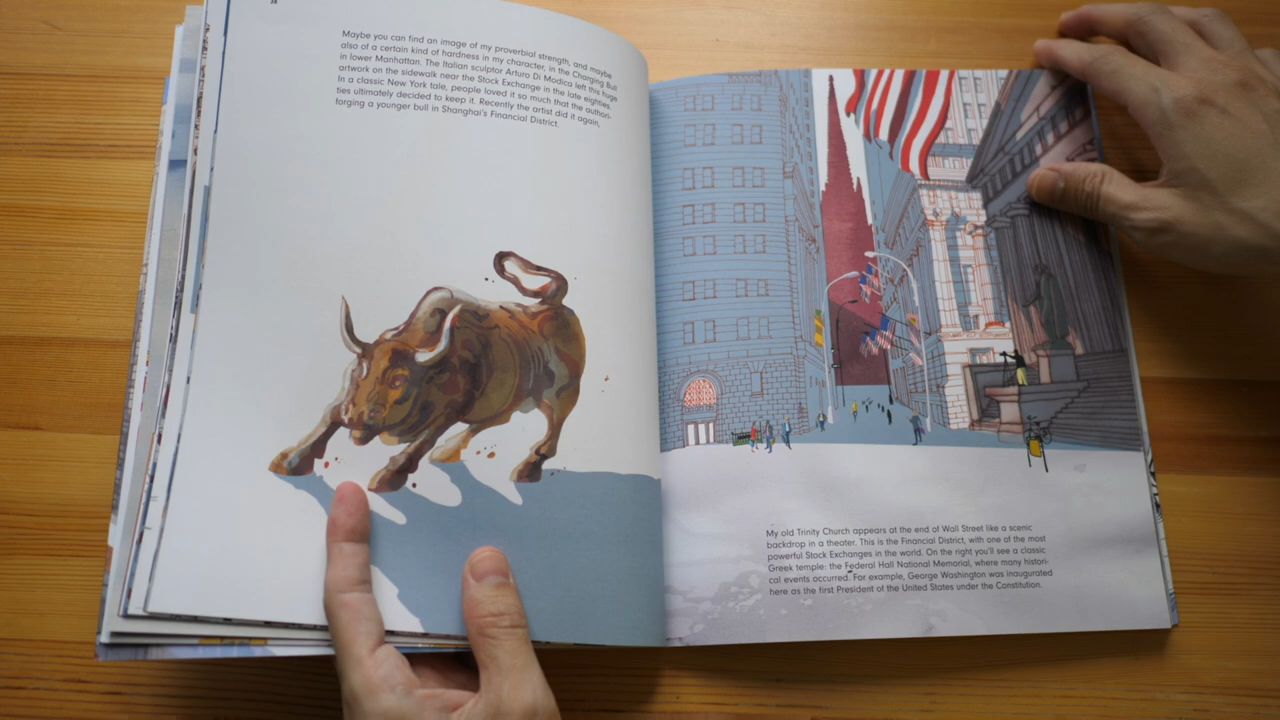 38
Maybe you can find an image of my proverbial strength, and maybe
also of a certain kind of hardness in my character, in the Charging Bull
in lower Manhattan. The Italian sculptor Arturo Di Modica left this huge
artwork on the sidewalk near the Stock Exchange in the late eighties.
In a classic New York tale, people loved it so much that the authori-
ties ultimately decided to keep it. Recently the artist did it again,
forging a younger bull in Shanghai's Financial District.
My old Trinity Church appears at the end of Wall Street like a scenic
backdrop in a theater. This is the Financial District, with one of the most
powerful Stock Exchanges in the world. On the right you'll see a classic
Greek temple: the Federal Hall National Memorial, where many histori-
cal events occurred. For example, George Washington was inaugurated
here as the first President of the United States under the Constitution.